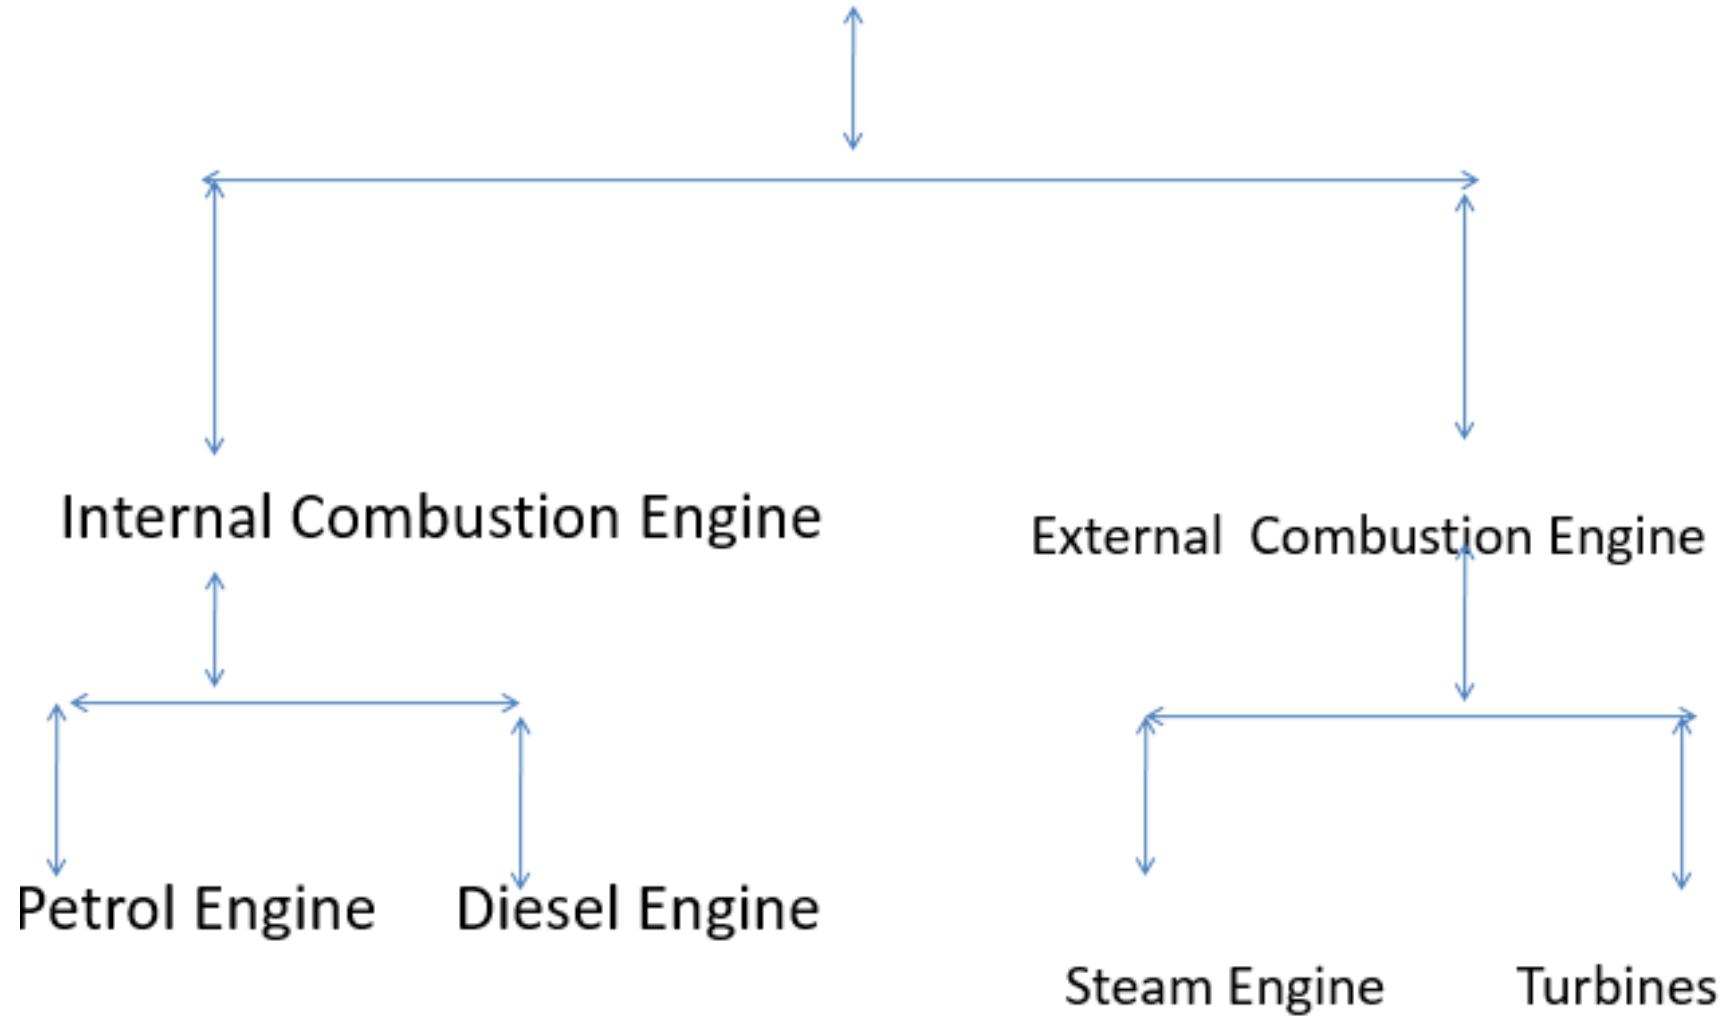 Internal Combustion Engine
External Combustion Engine
Petrol Engine
Diesel Engine
Steam Engine
Turbines